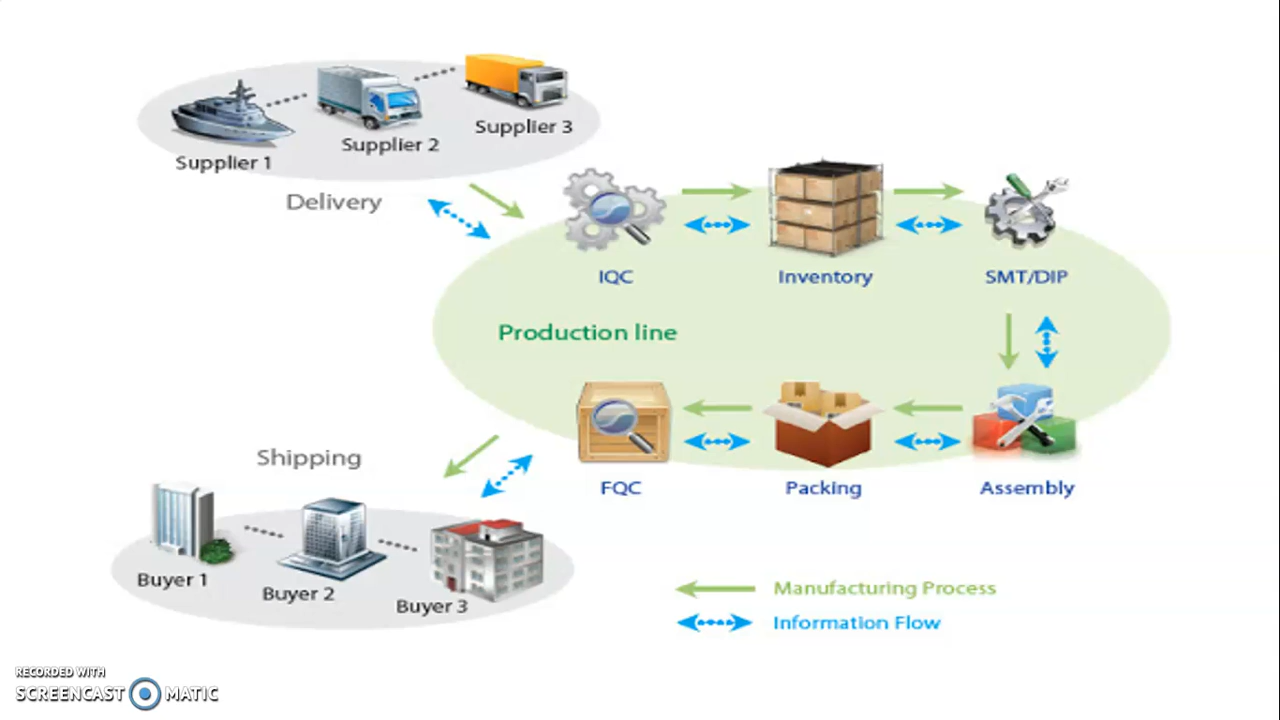 Supplier 1
Supplier 2
Supplier 3
Delivery
IQC
Inventory
SMT/DIP
Production line
FQC
Packing
Assembly
Shipping
Buyer 1
Buyer 2
Buyer 3
Manufacturing Process
Information Flow
RECORDED WITH
SCREENCAST MATIC